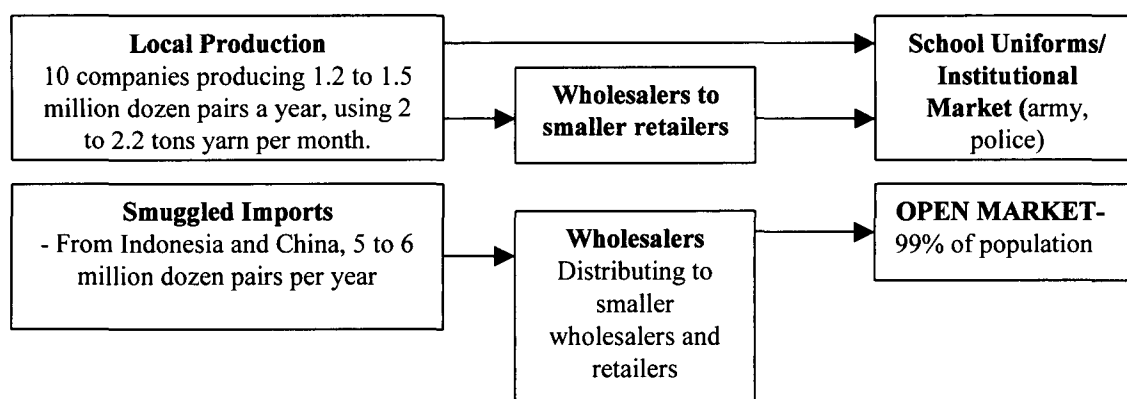 Local Production
10 companies producing 1.2 to 1.5
million dozen pairs a year, using 2
to 2.2 tons yarn per month.
Wholesalers to
smaller retailers
School Uniforms/
Institutional
Market (army,
police)
Smuggled Imports
- From Indonesia and China, 5 to 6
million dozen pairs per year
Wholesalers
Distributing to
smaller
wholesalers and
retailers
OPEN MARKET-
99% of population